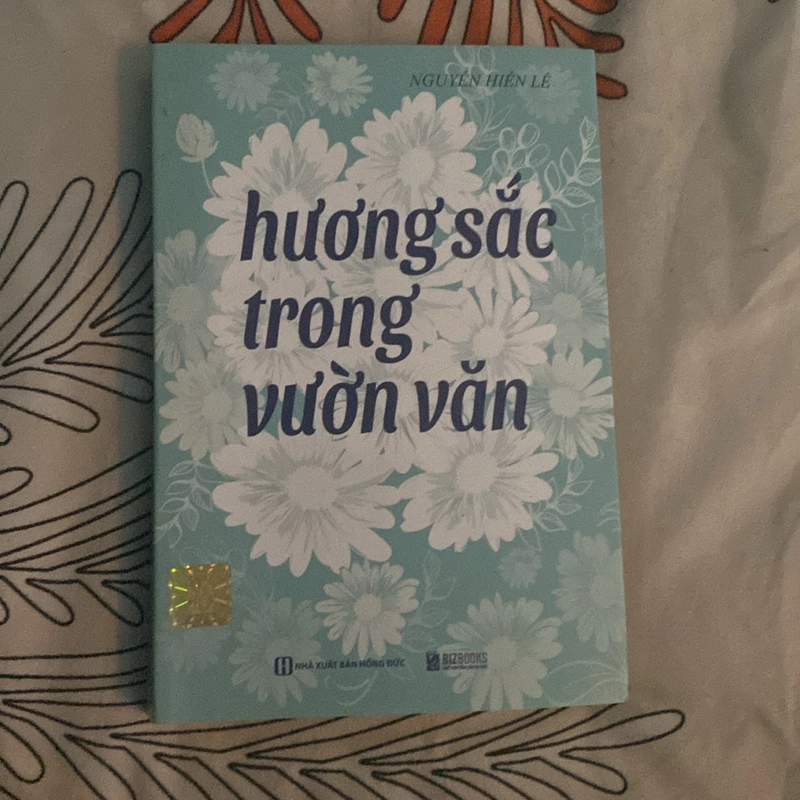 NGUYỄN HIẾN LÊ
hương sắc
trong
vườn văn
NHÀ XUẤT BẢN HỒNG ĐỨC
BIZBOOKS